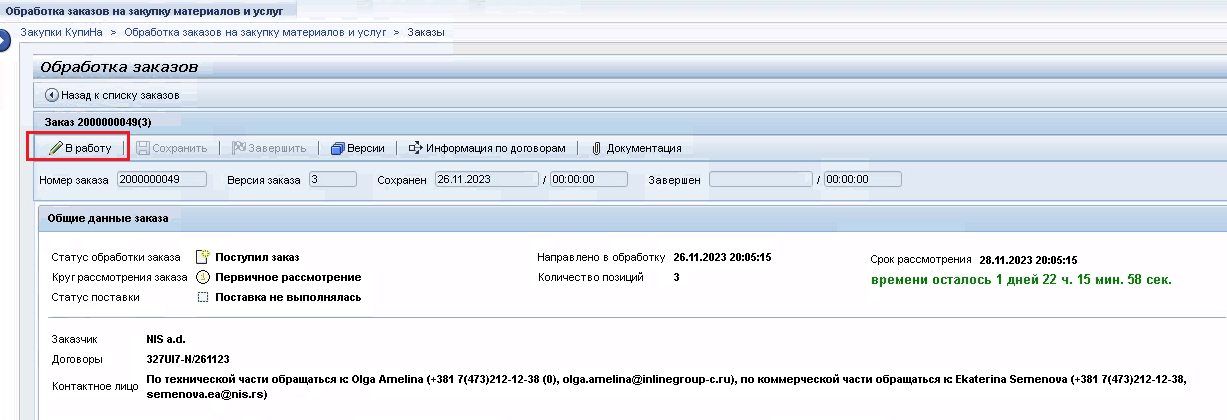 Обработка заказов на закупку материалов и услуг
Закупки КупиНа > Обработка заказов на закупку материалов и услуг > Заказы
Обработка заказов
Назад к списку заказов
Заказ 2000000049(3)
В работу Сохранить Завершить Версии Информация по договорам Документация
Номер заказа 2000000049 Версия заказа 3 Сохранен 26.11.2023 / 00:00:00 Завершен / 00:00:00
Общие данные заказа
Статус обработки заказа Поступил заказ Направлено в обработку 26.11.2023 20:05:15 Срок рассмотрения 28.11.2023 20:05:15
Круг рассмотрения заказа 1 Первичное рассмотрение Количество позиций 3 времени осталось 1 дней 22 ч. 15 мин. 58 сек.
Статус поставки Поставка не выполнялась
Заказчик NIS a.d.
Договоры 327UI7-N/261123
Контактное лицо По технической части обращаться к: Olga Amelina (+381 7(473)212-12-38 (0), olga.amelina@inlinegroup-c.ru), по коммерческой части обращаться к: Ekaterina Semenova (+381 7(473)212-12-38,
semenova.ea@nis.rs)